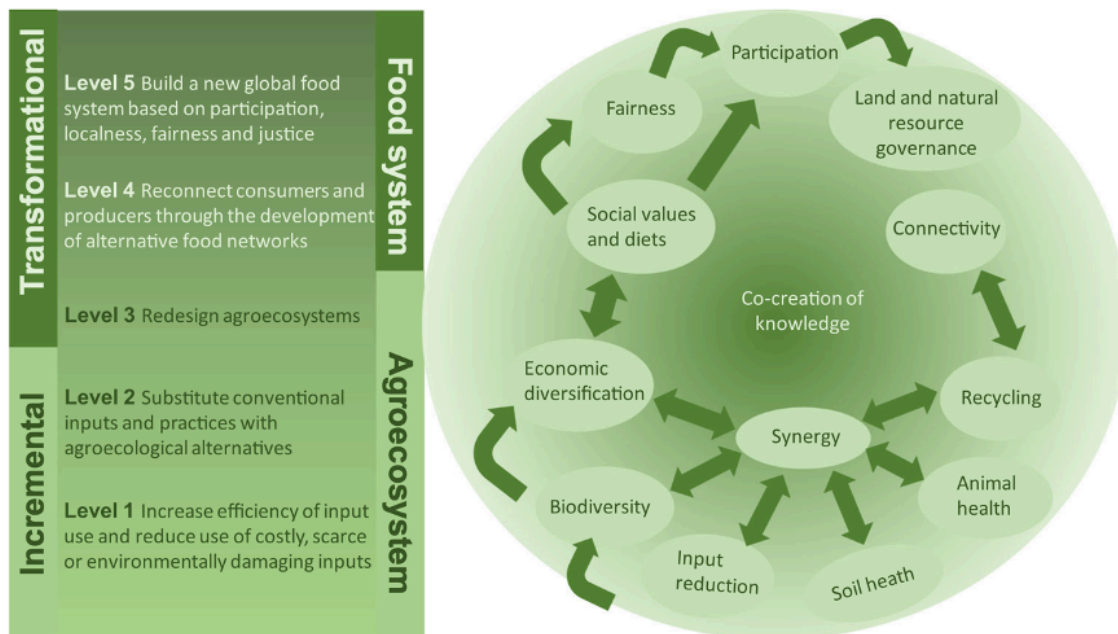 Transformational
Incremental
Level 5 Build a new global food
system based on participation,
localness, fairness and justice
Level 4 Reconnect consumers and
producers through the development
of alternative food networks
Level 3 Redesign agroecosystems
Level 2 Substitute conventional
inputs and practices with
agroecological alternatives
Level 1 Increase efficiency of input
use and reduce use of costly, scarce
or environmentally damaging inputs
Food system
Agroecosystem
Participation
Fairness
Land and natural
resource
governance
Social values
and diets
Connectivity
Co-creation of
knowledge
Economic
diversification
Recycling
Synergy
Biodiversity
Animal
health
Input
reduction
Soil heath